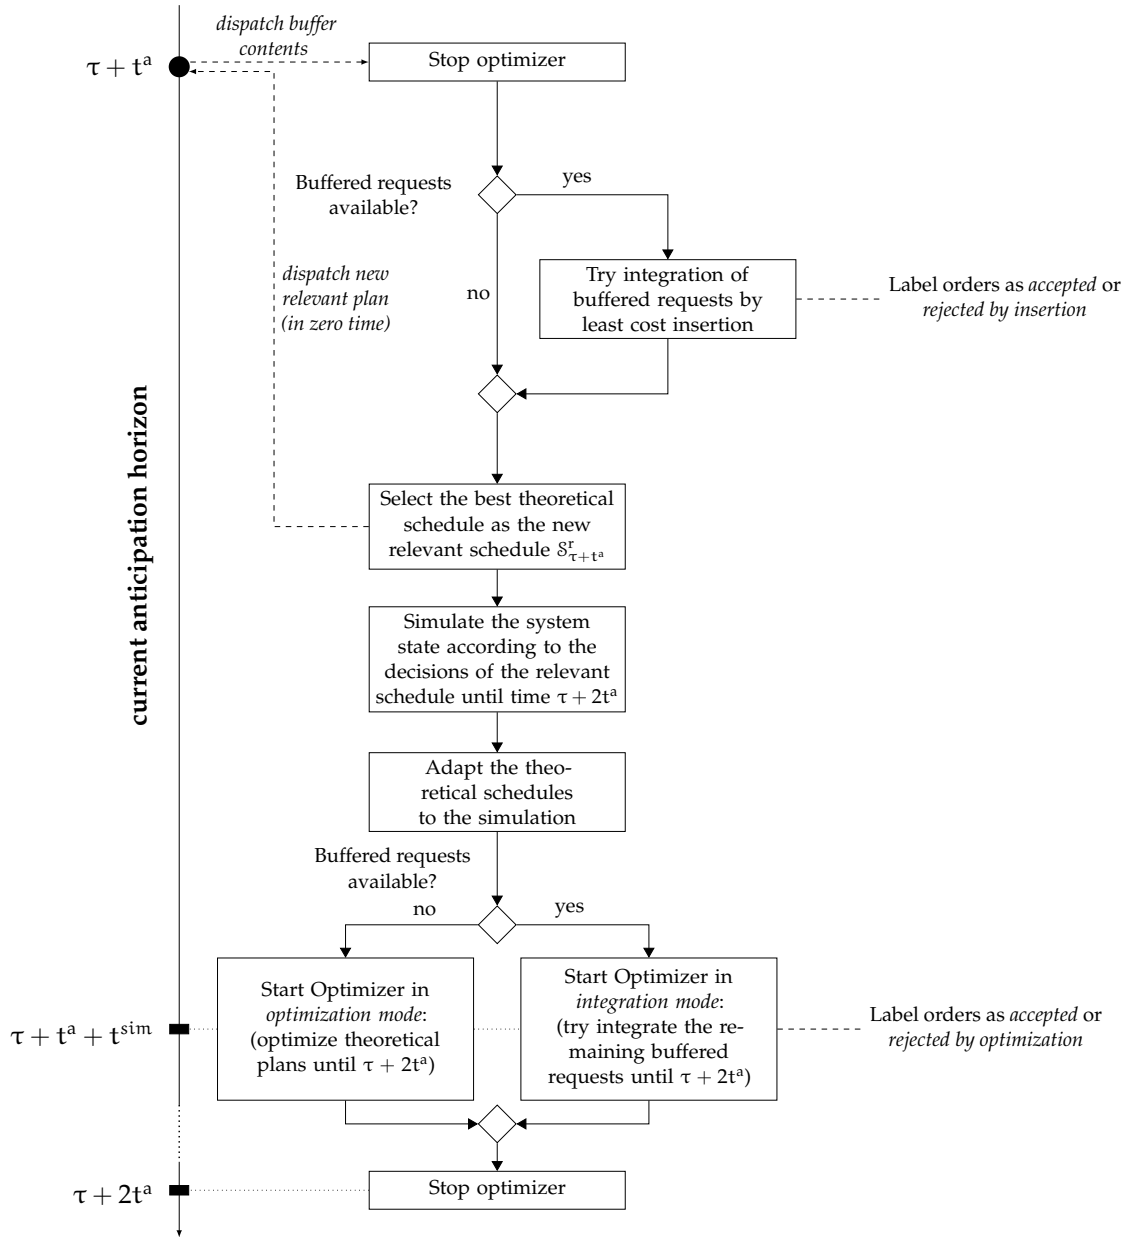 dispatch buffer
contents
τ + tᵃ
Stop optimizer
Buffered requests
available?
yes
no
dispatch new
relevant plan
(in zero time)
Try integration of
buffered requests by
least cost insertion
Label orders as accepted or
rejected by insertion
current anticipation horizon
Select the best theoretical
schedule as the new
relevant schedule 𝒮ʳ_τ+tᵃ
Simulate the system
state according to the
decisions of the relevant
schedule until time τ + 2tᵃ
Adapt the theo-
retical schedules
to the simulation
Buffered requests
available?
no
yes
Start Optimizer in
optimization mode:
(optimize theoretical
plans until τ + 2tᵃ)
Start Optimizer in
integration mode:
(try integrate the re-
maining buffered
requests until τ + 2tᵃ)
τ + tᵃ + tˢⁱᵐ
Label orders as accepted or
rejected by optimization
τ + 2tᵃ
Stop optimizer